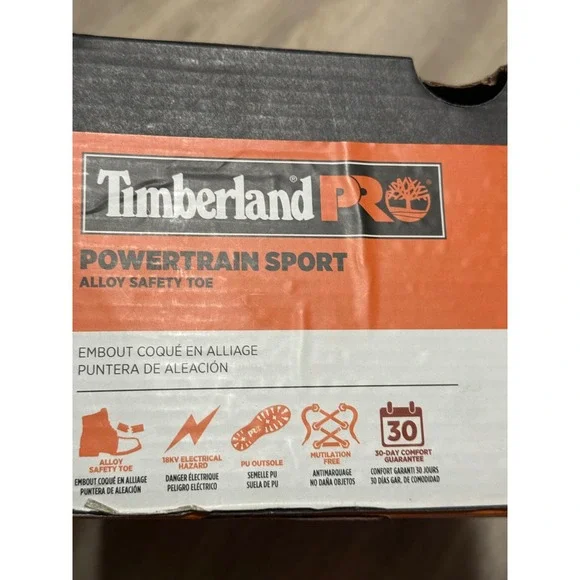 Timberland® PRO
POWERTRAIN SPORT
ALLOY SAFETY TOE
EMBOUT COQUÉ EN ALLIAGE
PUNTERA DE ALEACIÓN
ALLOY
SAFETY TOE
EMBOUT COQUÉ EN ALLIAGE
PUNTERA DE ALEACIÓN
18KV ELECTRICAL
HAZARD
DANGER ÉLECTRIQUE
PELIGRO ELÉCTRICO
PRO
PU OUTSOLE
SEMELLE PU
SUELA DE PU
MUTILATION
FREE
ANTIMARQUAGE
NO DAÑA OBJETOS
30
30-DAY COMFORT
GUARANTEE
CONFORT GARANTI 30 JOURS
30 DÍAS GAR. DE COMODIDAD